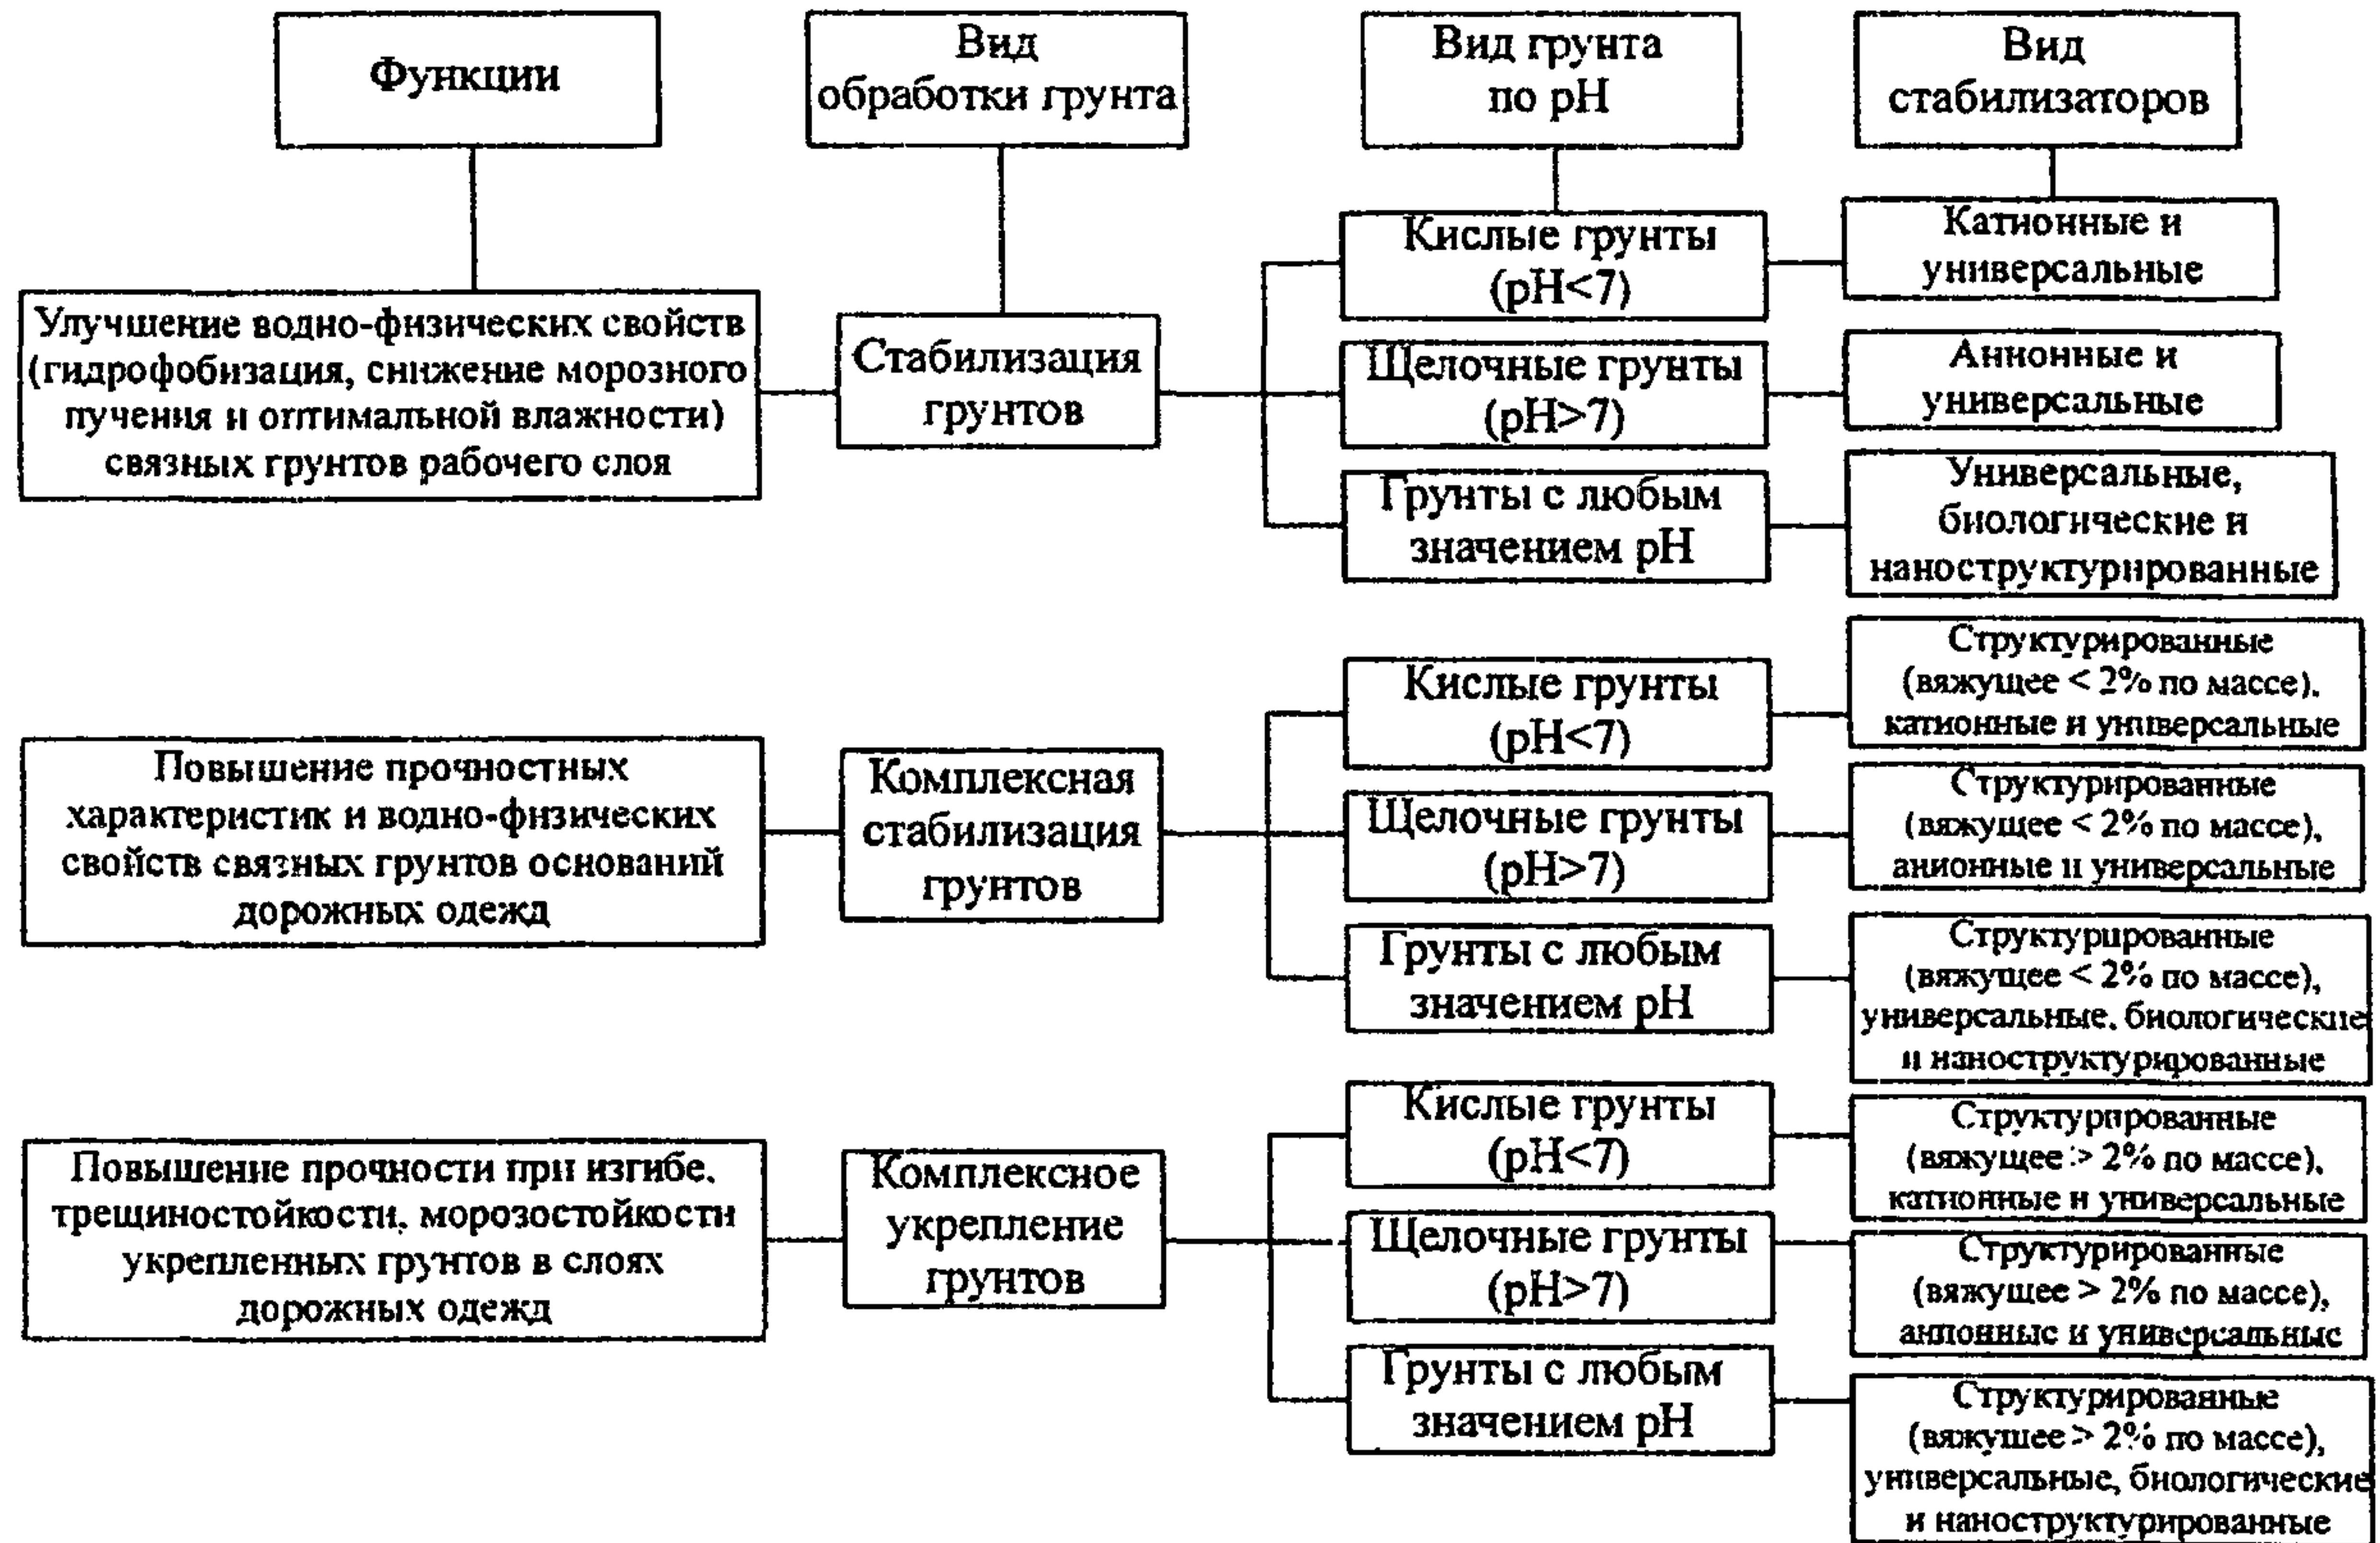 Функции
Вид
обработки грунта
Вид грунта
по pH
Вид
стабилизаторов
Улучшение водно-физических свойств
(гидрофобизация, снижение морозного
пучения и оптимальной влажности)
связных грунтов рабочего слоя
Стабилизация
грунтов
Кислые грунты
(pH<7)
Катионные и
универсальные
Щелочные грунты
(pH>7)
Анионные и
универсальные
Грунты с любым
значением pH
Универсальные,
биологические и
наноструктурированные
Повышение прочностных
характеристик и водно-физических
свойств связных грунтов оснований
дорожных одежд
Комплексная
стабилизация
грунтов
Кислые грунты
(pH<7)
Структурированные
(вяжущее < 2% по массе),
катионные и универсальные
Щелочные грунты
(pH>7)
Структурированные
(вяжущее < 2% по массе),
анионные и универсальные
Грунты с любым
значением pH
Структурированные
(вяжущее < 2% по массе),
универсальные, биологические
и наноструктурированные
Повышение прочности при изгибе,
трещиностойкости, морозостойкости
укрепленных грунтов в слоях
дорожных одежд
Комплексное
укрепление
грунтов
Кислые грунты
(pH<7)
Структурированные
(вяжущее > 2% по массе),
катионные и универсальные
Щелочные грунты
(pH>7)
Структурированные
(вяжущее > 2% по массе),
анионные и универсальные
Грунты с любым
значением pH
Структурированные
(вяжущее > 2% по массе),
универсальные, биологические
и наноструктурированные